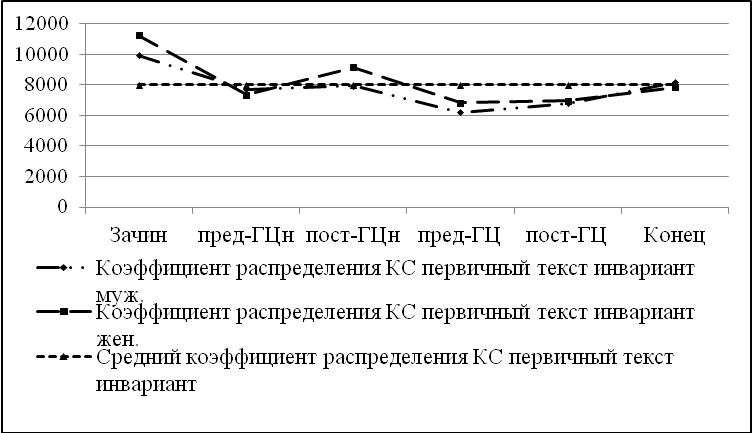 12000
10000
8000
6000
4000
2000
0
Зачин пред-ГЦн пост-ГЦн пред-ГЦ пост-ГЦ Конец
Коэффициент распределения КС первичный текст инвариант
муж.
Коэффициент распределения КС первичный текст инвариант
жен.
Средний коэффициент распределения КС первичный текст
инвариант